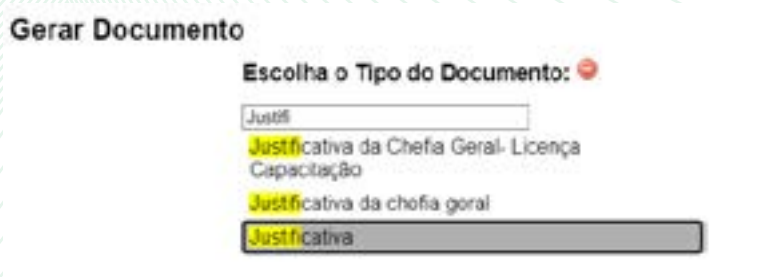 Gerar Documento
Escolha o Tipo do Documento:
Justifi
Justificativa da Chefia Geral- Licença
Capacitação
Justificativa da chefia geral
Justificativa